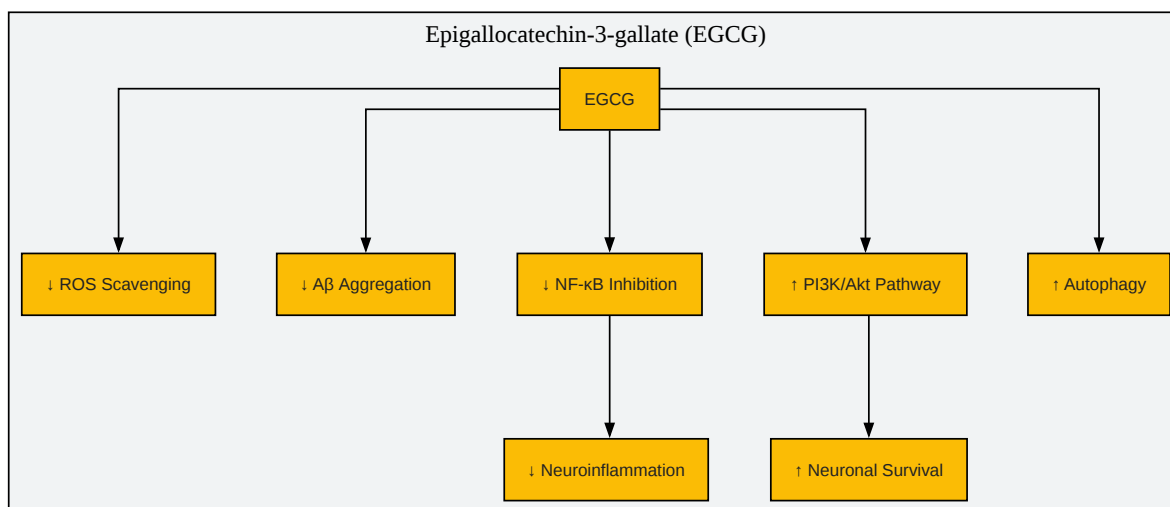 Epigallocatechin-3-gallate (EGCG)
EGCG
↓ ROS Scavenging
↓ Aβ Aggregation
↓ NF-κB Inhibition
↑ PI3K/Akt Pathway
↑ Autophagy
↓ Neuroinflammation
↑ Neuronal Survival